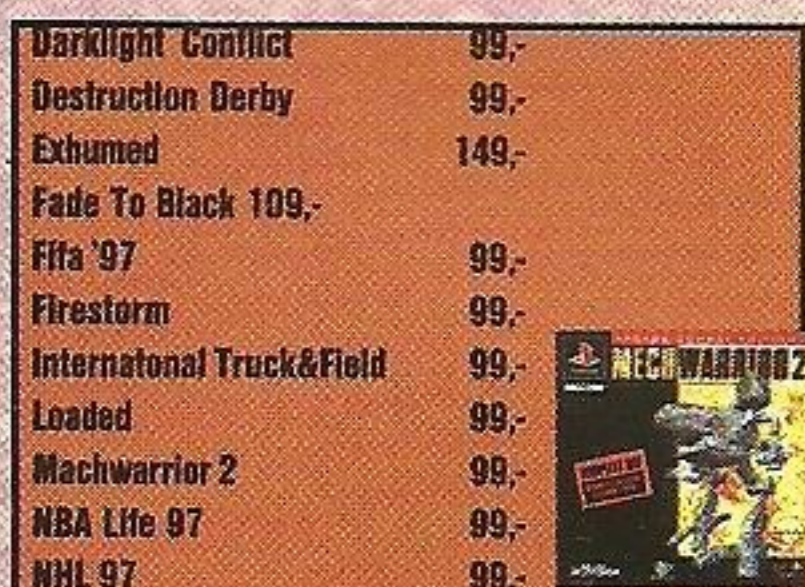 Darklight Conflict 99,-
Destruction Derby 99,-
Exhumed 149,-
Fade To Black 109,-
Fifa '97 99,-
Firestorm 99,-
Internatonal Truck&Field 99,-
Loaded 99,-
Machwarrior 2 99,-
NBA Life 97 99,-
NHL 97 99,-
MECHWARRIOR 2